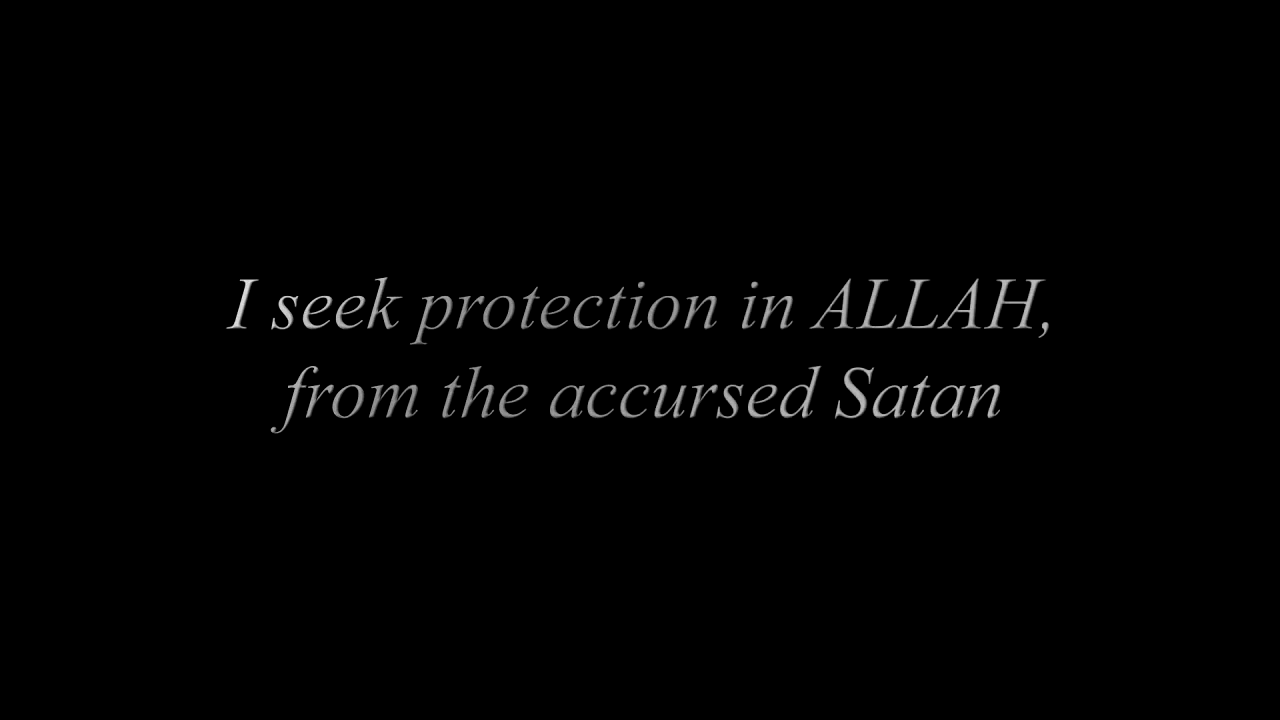 I seek protection in ALLAH,
from the accursed Satan